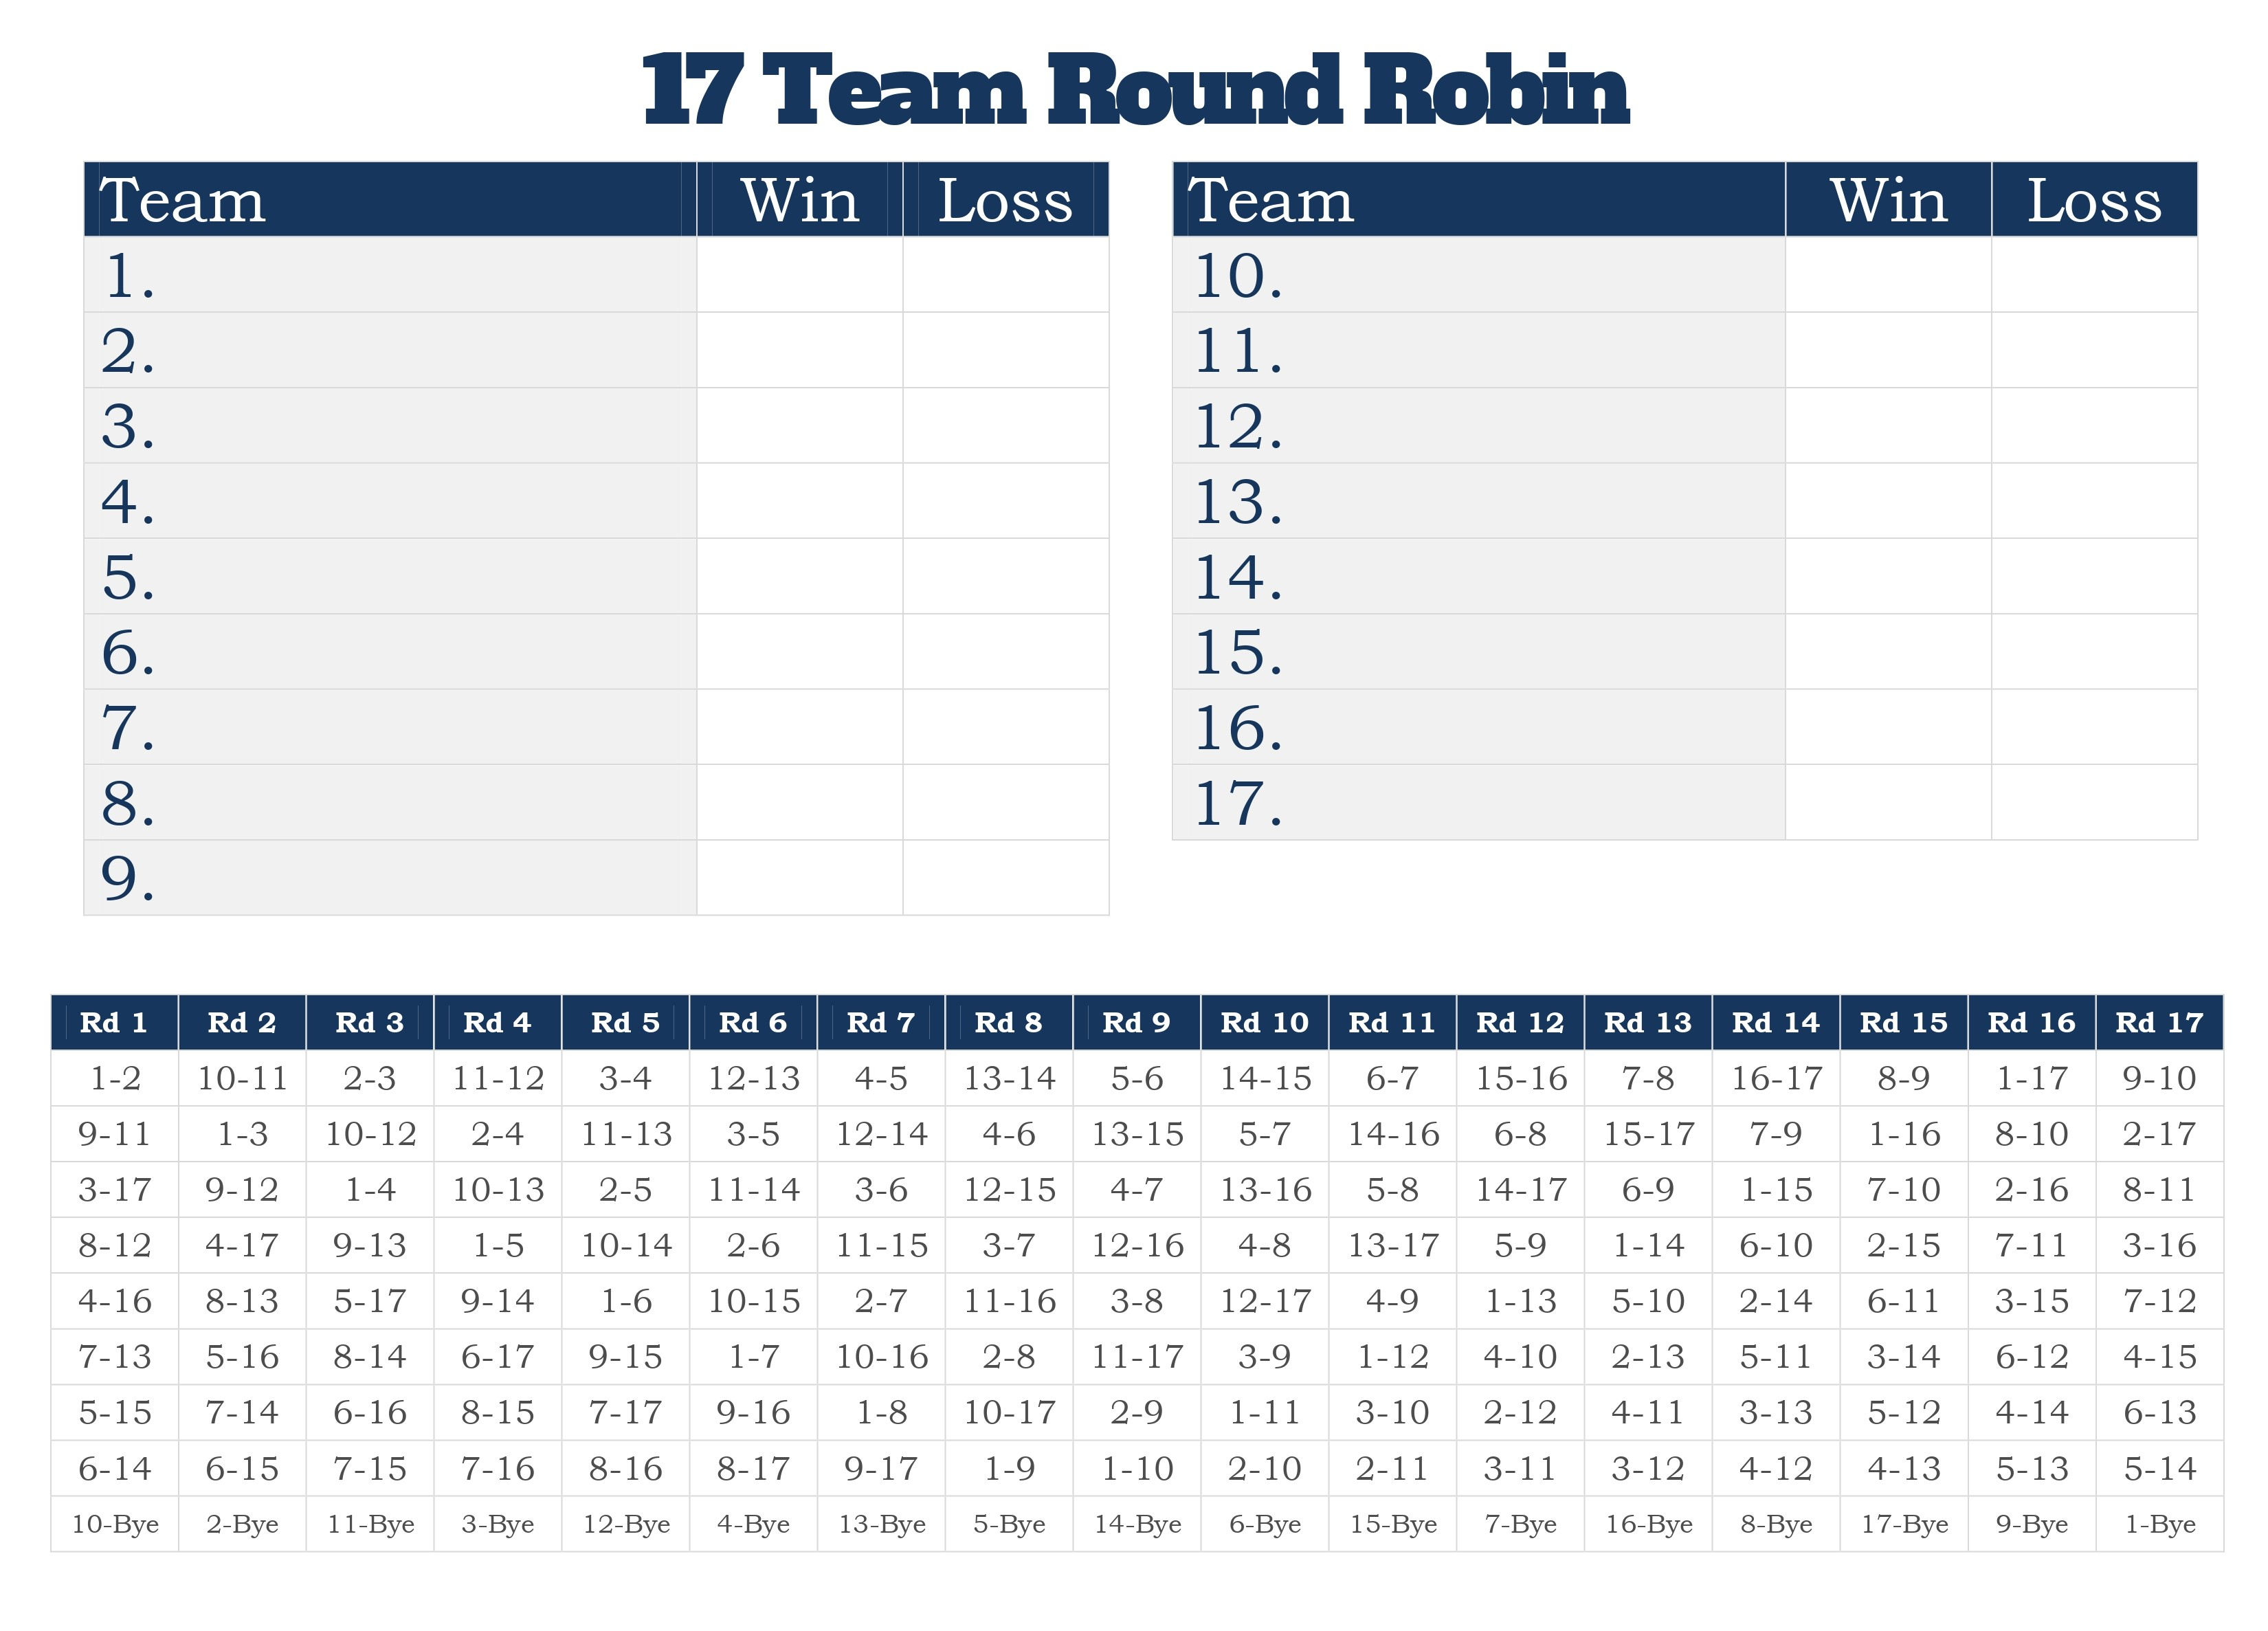 17 Team Round Robin
Team Win Loss
1.
2.
3.
4.
5.
6.
7.
8.
9.
Team Win Loss
10.
11.
12.
13.
14.
15.
16.
17.
Rd 1 Rd 2 Rd 3 Rd 4 Rd 5 Rd 6 Rd 7 Rd 8 Rd 9 Rd 10 Rd 11 Rd 12 Rd 13 Rd 14 Rd 15 Rd 16 Rd 17
1-2 10-11 2-3 11-12 3-4 12-13 4-5 13-14 5-6 14-15 6-7 15-16 7-8 16-17 8-9 1-17 9-10
9-11 1-3 10-12 2-4 11-13 3-5 12-14 4-6 13-15 5-7 14-16 6-8 15-17 7-9 1-16 8-10 2-17
3-17 9-12 1-4 10-13 2-5 11-14 3-6 12-15 4-7 13-16 5-8 14-17 6-9 1-15 7-10 2-16 8-11
8-12 4-17 9-13 1-5 10-14 2-6 11-15 3-7 12-16 4-8 13-17 5-9 1-14 6-10 2-15 7-11 3-16
4-16 8-13 5-17 9-14 1-6 10-15 2-7 11-16 3-8 12-17 4-9 1-13 5-10 2-14 6-11 3-15 7-12
7-13 5-16 8-14 6-17 9-15 1-7 10-16 2-8 11-17 3-9 1-12 4-10 2-13 5-11 3-14 6-12 4-15
5-15 7-14 6-16 8-15 7-17 9-16 1-8 10-17 2-9 1-11 3-10 2-12 4-11 3-13 5-12 4-14 6-13
6-14 6-15 7-15 7-16 8-16 8-17 9-17 1-9 1-10 2-10 2-11 3-11 3-12 4-12 4-13 5-13 5-14
10-Bye 2-Bye 11-Bye 3-Bye 12-Bye 4-Bye 13-Bye 5-Bye 14-Bye 6-Bye 15-Bye 7-Bye 16-Bye 8-Bye 17-Bye 9-Bye 1-Bye